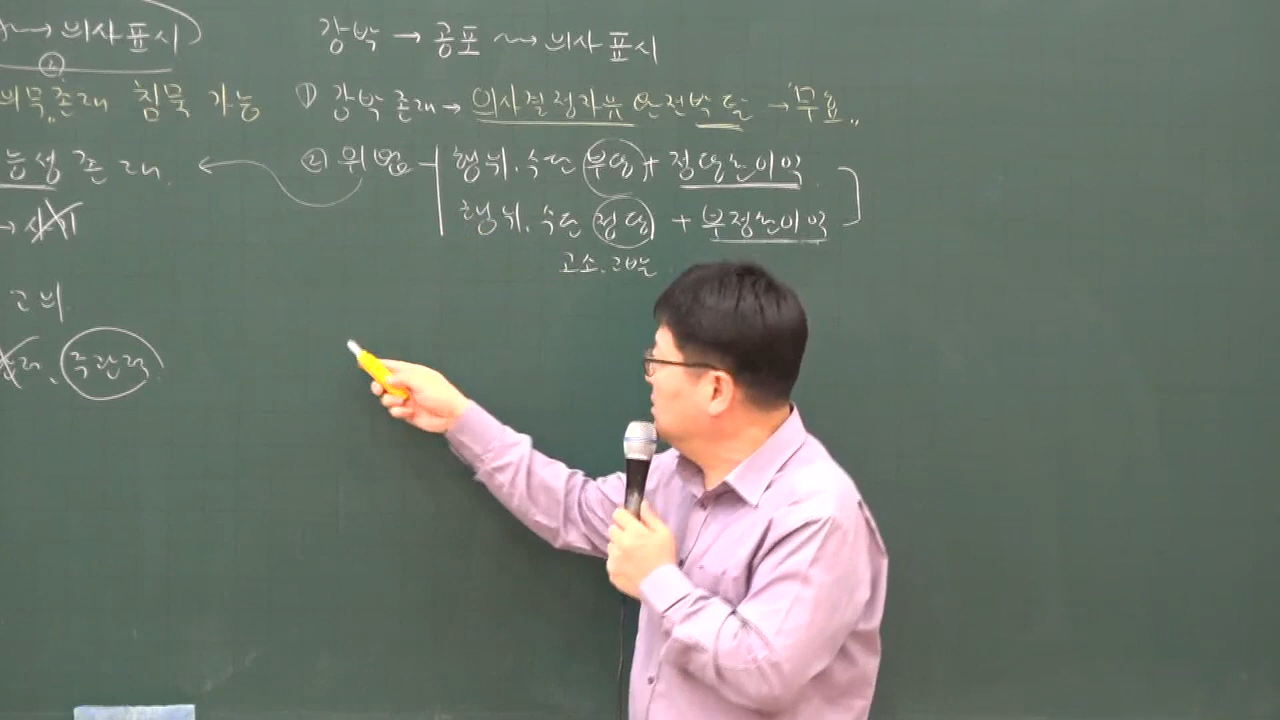 → 의사표시
②
의무존재 침묵 가능
능성 존재
→
고의
주관적
강박 → 공포 → 의사표시
① 강박존재 → 의사결정자유 완전박탈 → "무효"
② 위법 행위.수단 부당 + 정당한이익
행위.수단 정당 + 부정한이익
고소.고발